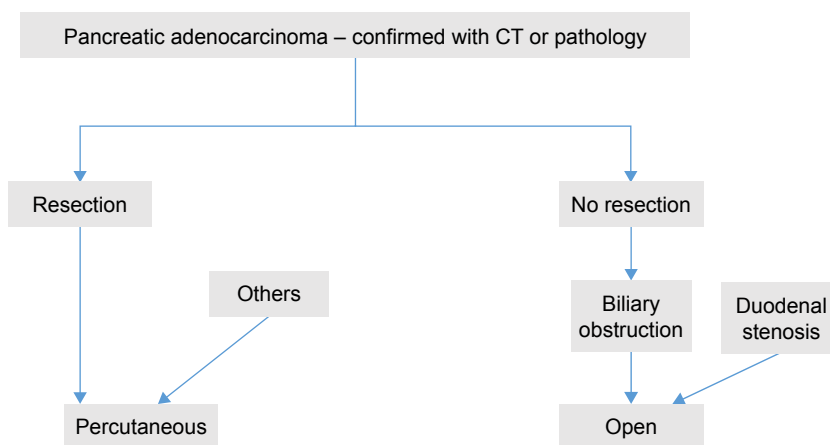 Pancreatic adenocarcinoma – confirmed with CT or pathology
Resection
No resection
Others
Biliary
obstruction
Duodenal
stenosis
Percutaneous
Open